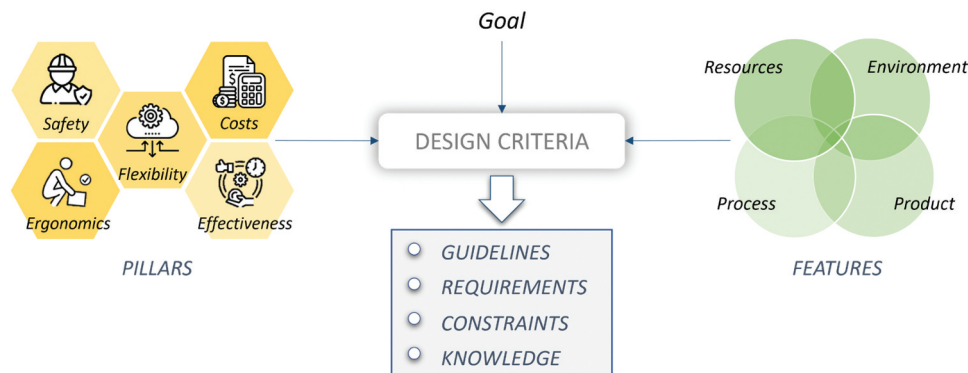 Goal
Safety
Costs
Flexibility
Ergonomics
Effectiveness
PILLARS
DESIGN CRITERIA
GUIDELINES
REQUIREMENTS
CONSTRAINTS
KNOWLEDGE
Resources
Environment
Process
Product
FEATURES